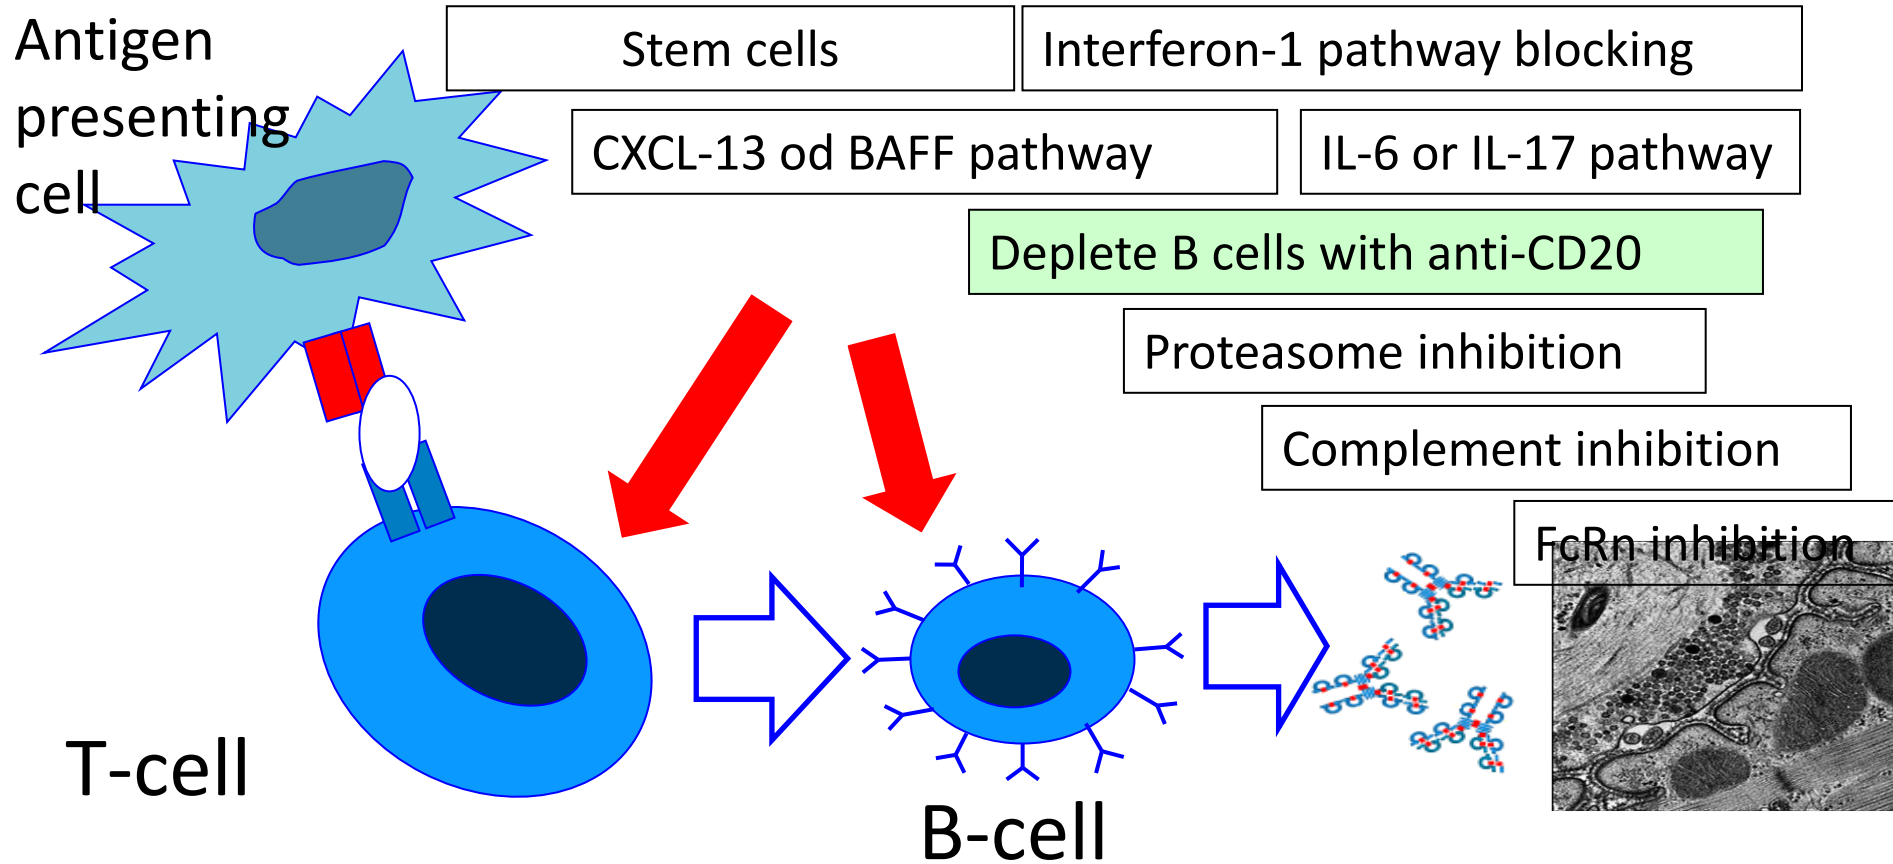 Antigen
presenting
cell
Stem cells
Interferon-1 pathway blocking
CXCL-13 od BAFF pathway
IL-6 or IL-17 pathway
Deplete B cells with anti-CD20
Proteasome inhibition
Complement inhibition
FcRn inhibition
T-cell
B-cell